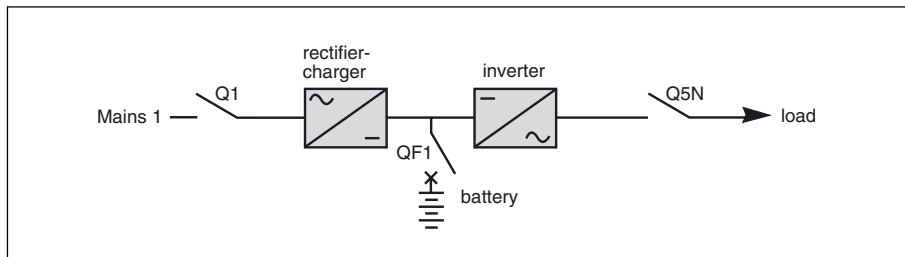 rectifier-
charger
inverter
Q1
Q5N
Mains 1
load
QF1
battery